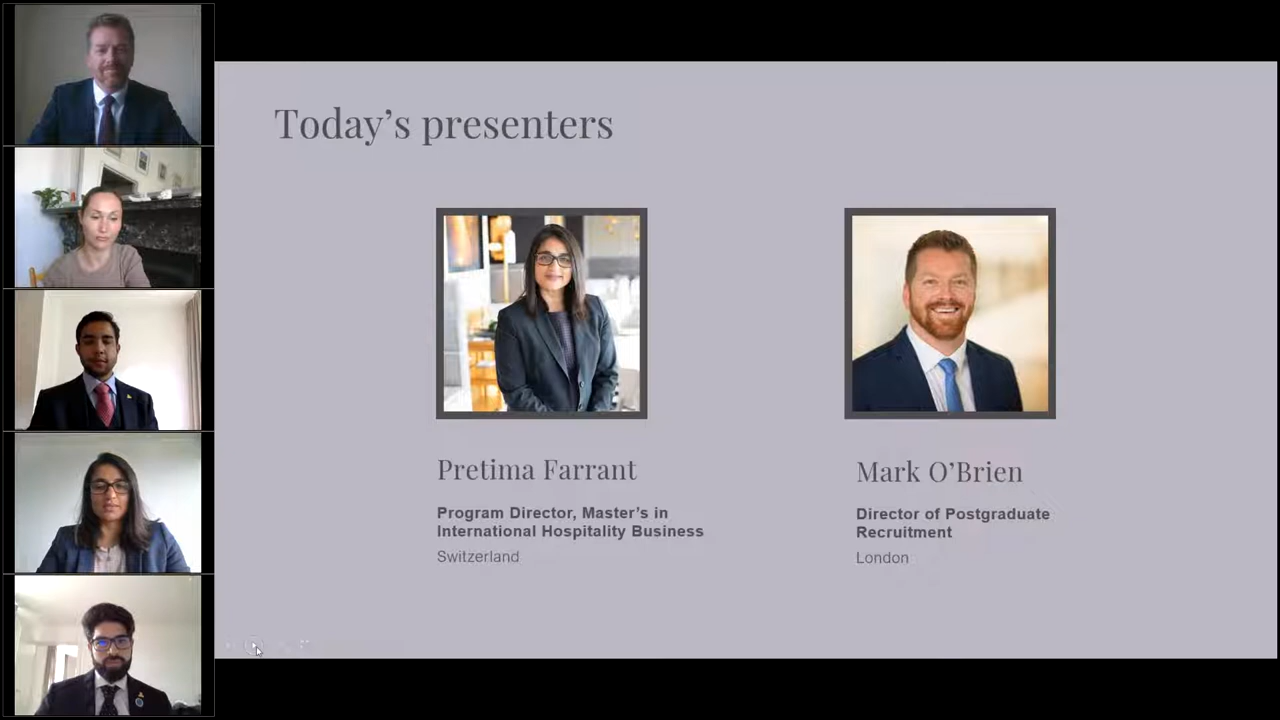 Today’s presenters
Pretima Farrant
Program Director, Master’s in
International Hospitality Business
Switzerland
Mark O’Brien
Director of Postgraduate
Recruitment
London